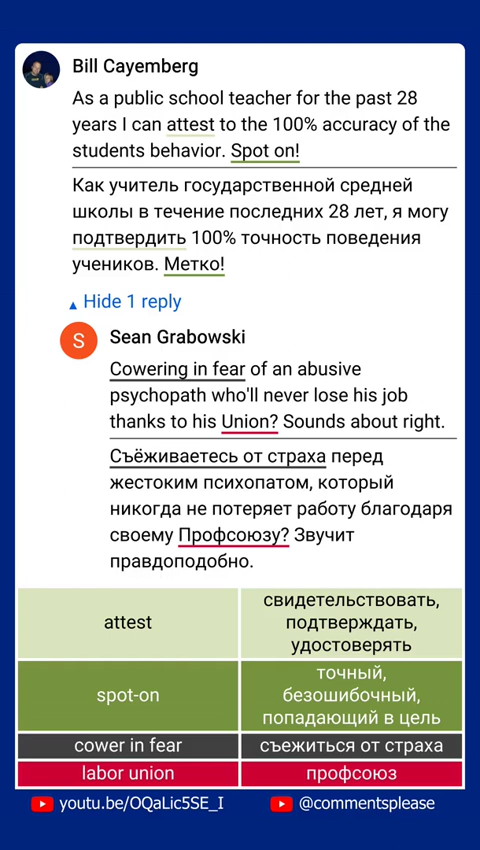 Bill Cayemberg
As a public school teacher for the past 28
years I can attest to the 100% accuracy of the
students behavior. Spot on!
Как учитель государственной средней
школы в течение последних 28 лет, я могу
подтвердить 100% точность поведения
учеников. Метко!
▲ Hide 1 reply
S
Sean Grabowski
Cowering in fear of an abusive
psychopath who'll never lose his job
thanks to his Union? Sounds about right.
Съёживаетесь от страха перед
жестоким психопатом, который
никогда не потеряет работу благодаря
своему Профсоюзу? Звучит
правдоподобно.
attest
свидетельствовать,
подтверждать,
удостоверять
spot-on
точный,
безошибочный,
попадающий в цель
cower in fear
съежиться от страха
labor union
профсоюз
youtu.be/OQaLic5SE_I
@commentsplease